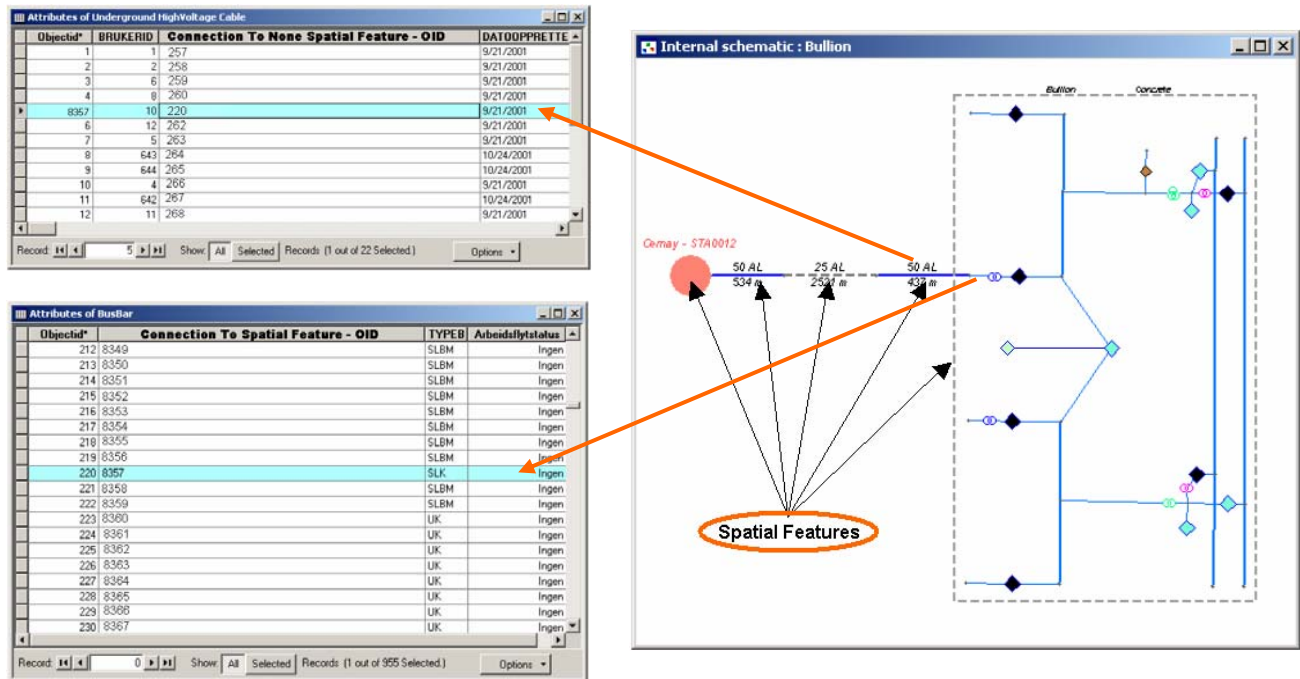 Attributes of Underground HighVoltage Cable
Objectid* BRUKERID Connection To None Spatial Feature - OID DATOOPPRETTE
1 1 257 9/21/2001
2 2 258 9/21/2001
3 6 259 9/21/2001
4 8 260 9/21/2001
8357 10 220 9/21/2001
6 12 262 9/21/2001
7 5 263 9/21/2001
8 643 264 10/24/2001
9 644 265 10/24/2001
10 4 266 9/21/2001
11 642 267 10/24/2001
12 11 268 9/21/2001
Record: 5 Show: All Selected Records (1 out of 22 Selected.) Options
Attributes of BusBar
Objectid* Connection To Spatial Feature - OID TYPEB Arbeidsflytstatus
212 8349 SLBM Ingen
213 8350 SLBM Ingen
214 8351 SLBM Ingen
215 8352 SLBM Ingen
216 8353 SLBM Ingen
217 8354 SLBM Ingen
218 8355 SLBM Ingen
219 8356 SLBM Ingen
220 8357 SLK Ingen
221 8358 SLBM Ingen
222 8359 SLBM Ingen
223 8360 UK Ingen
224 8361 UK Ingen
225 8362 UK Ingen
226 8363 UK Ingen
227 8364 UK Ingen
228 8365 UK Ingen
229 8366 UK Ingen
230 8367 UK Ingen
Record: 0 Show: All Selected Records (1 out of 955 Selected.) Options
Internal schematic : Bullion
Bullion Concrete
Cernay - STA0012
50 AL 25 AL 50 AL
534 m m m
Spatial Features